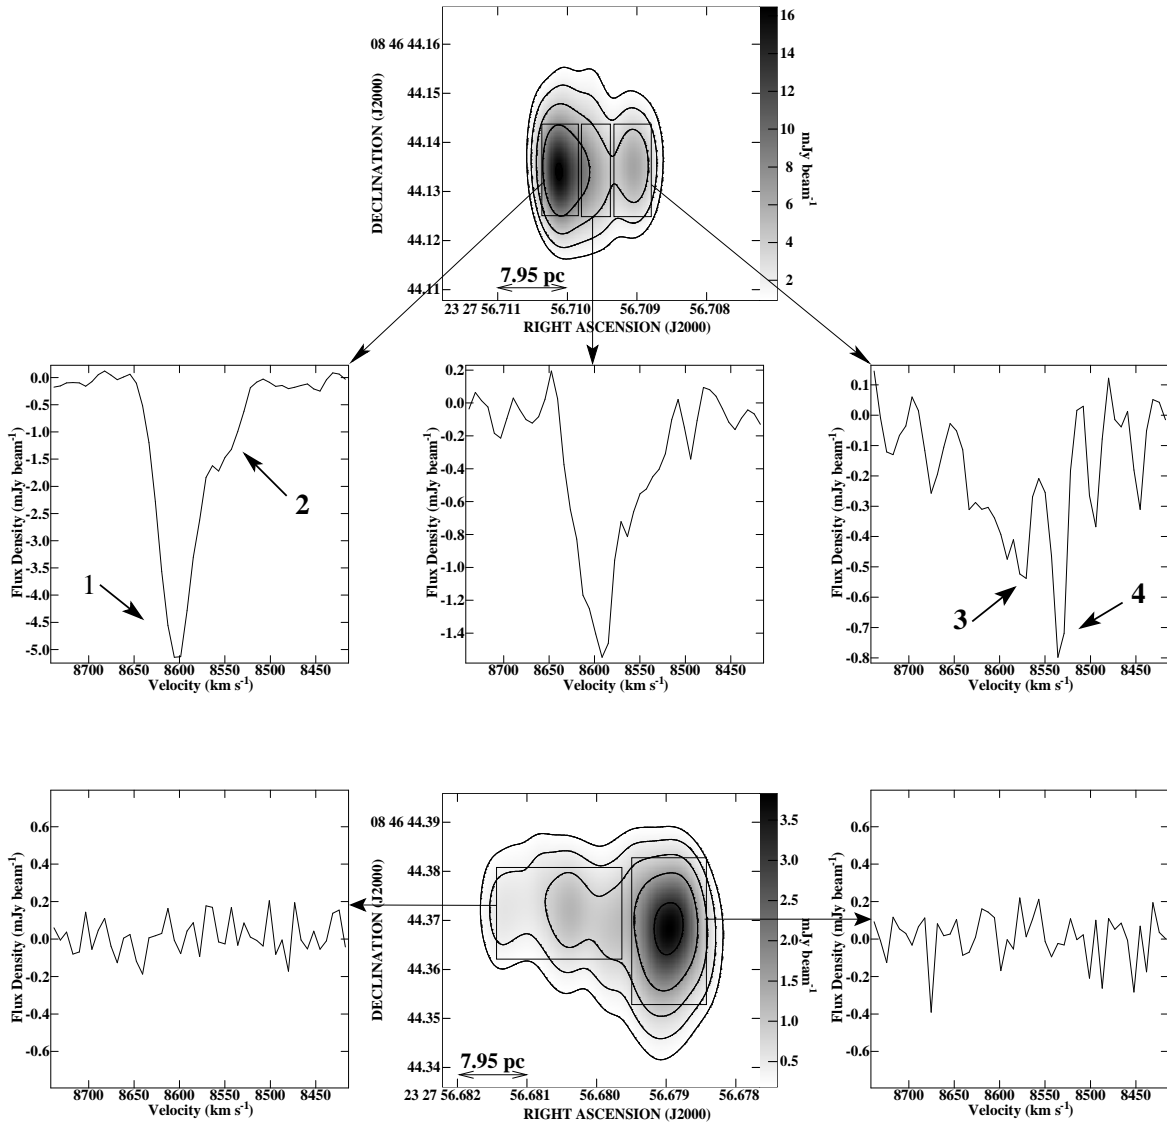 08 46 44.16
44.15
44.14
44.13
44.12
44.11
DECLINATION (J2000)
7.95 pc
23 27 56.711 56.710 56.709 56.708
RIGHT ASCENSION (J2000)
16
14
12
10
8
6
4
2
mJy beam-1
0.0
-0.5
-1.0
-1.5
-2.0
-2.5
-3.0
-3.5
-4.0
-4.5
-5.0
Flux Density (mJy beam-1)
1
2
8700 8650 8600 8550 8500 8450
Velocity (km s-1)
0.2
0.0
-0.2
-0.4
-0.6
-0.8
-1.0
-1.2
-1.4
Flux Density (mJy beam-1)
8700 8650 8600 8550 8500 8450
Velocity (km s-1)
0.1
0.0
-0.1
-0.2
-0.3
-0.4
-0.5
-0.6
-0.7
-0.8
Flux Density (mJy beam-1)
3
4
8700 8650 8600 8550 8500 8450
Velocity (km s-1)
0.6
0.4
0.2
0.0
-0.2
-0.4
-0.6
Flux Density (mJy beam-1)
8700 8650 8600 8550 8500 8450
Velocity (km s-1)
08 46 44.39
44.38
44.37
44.36
44.35
44.34
DECLINATION (J2000)
7.95 pc
23 27 56.682 56.681 56.680 56.679 56.678
RIGHT ASCENSION (J2000)
3.5
3.0
2.5
2.0
1.5
1.0
0.5
mJy beam-1
0.6
0.4
0.2
0.0
-0.2
-0.4
-0.6
Flux Density (mJy beam-1)
8700 8650 8600 8550 8500 8450
Velocity (km s-1)